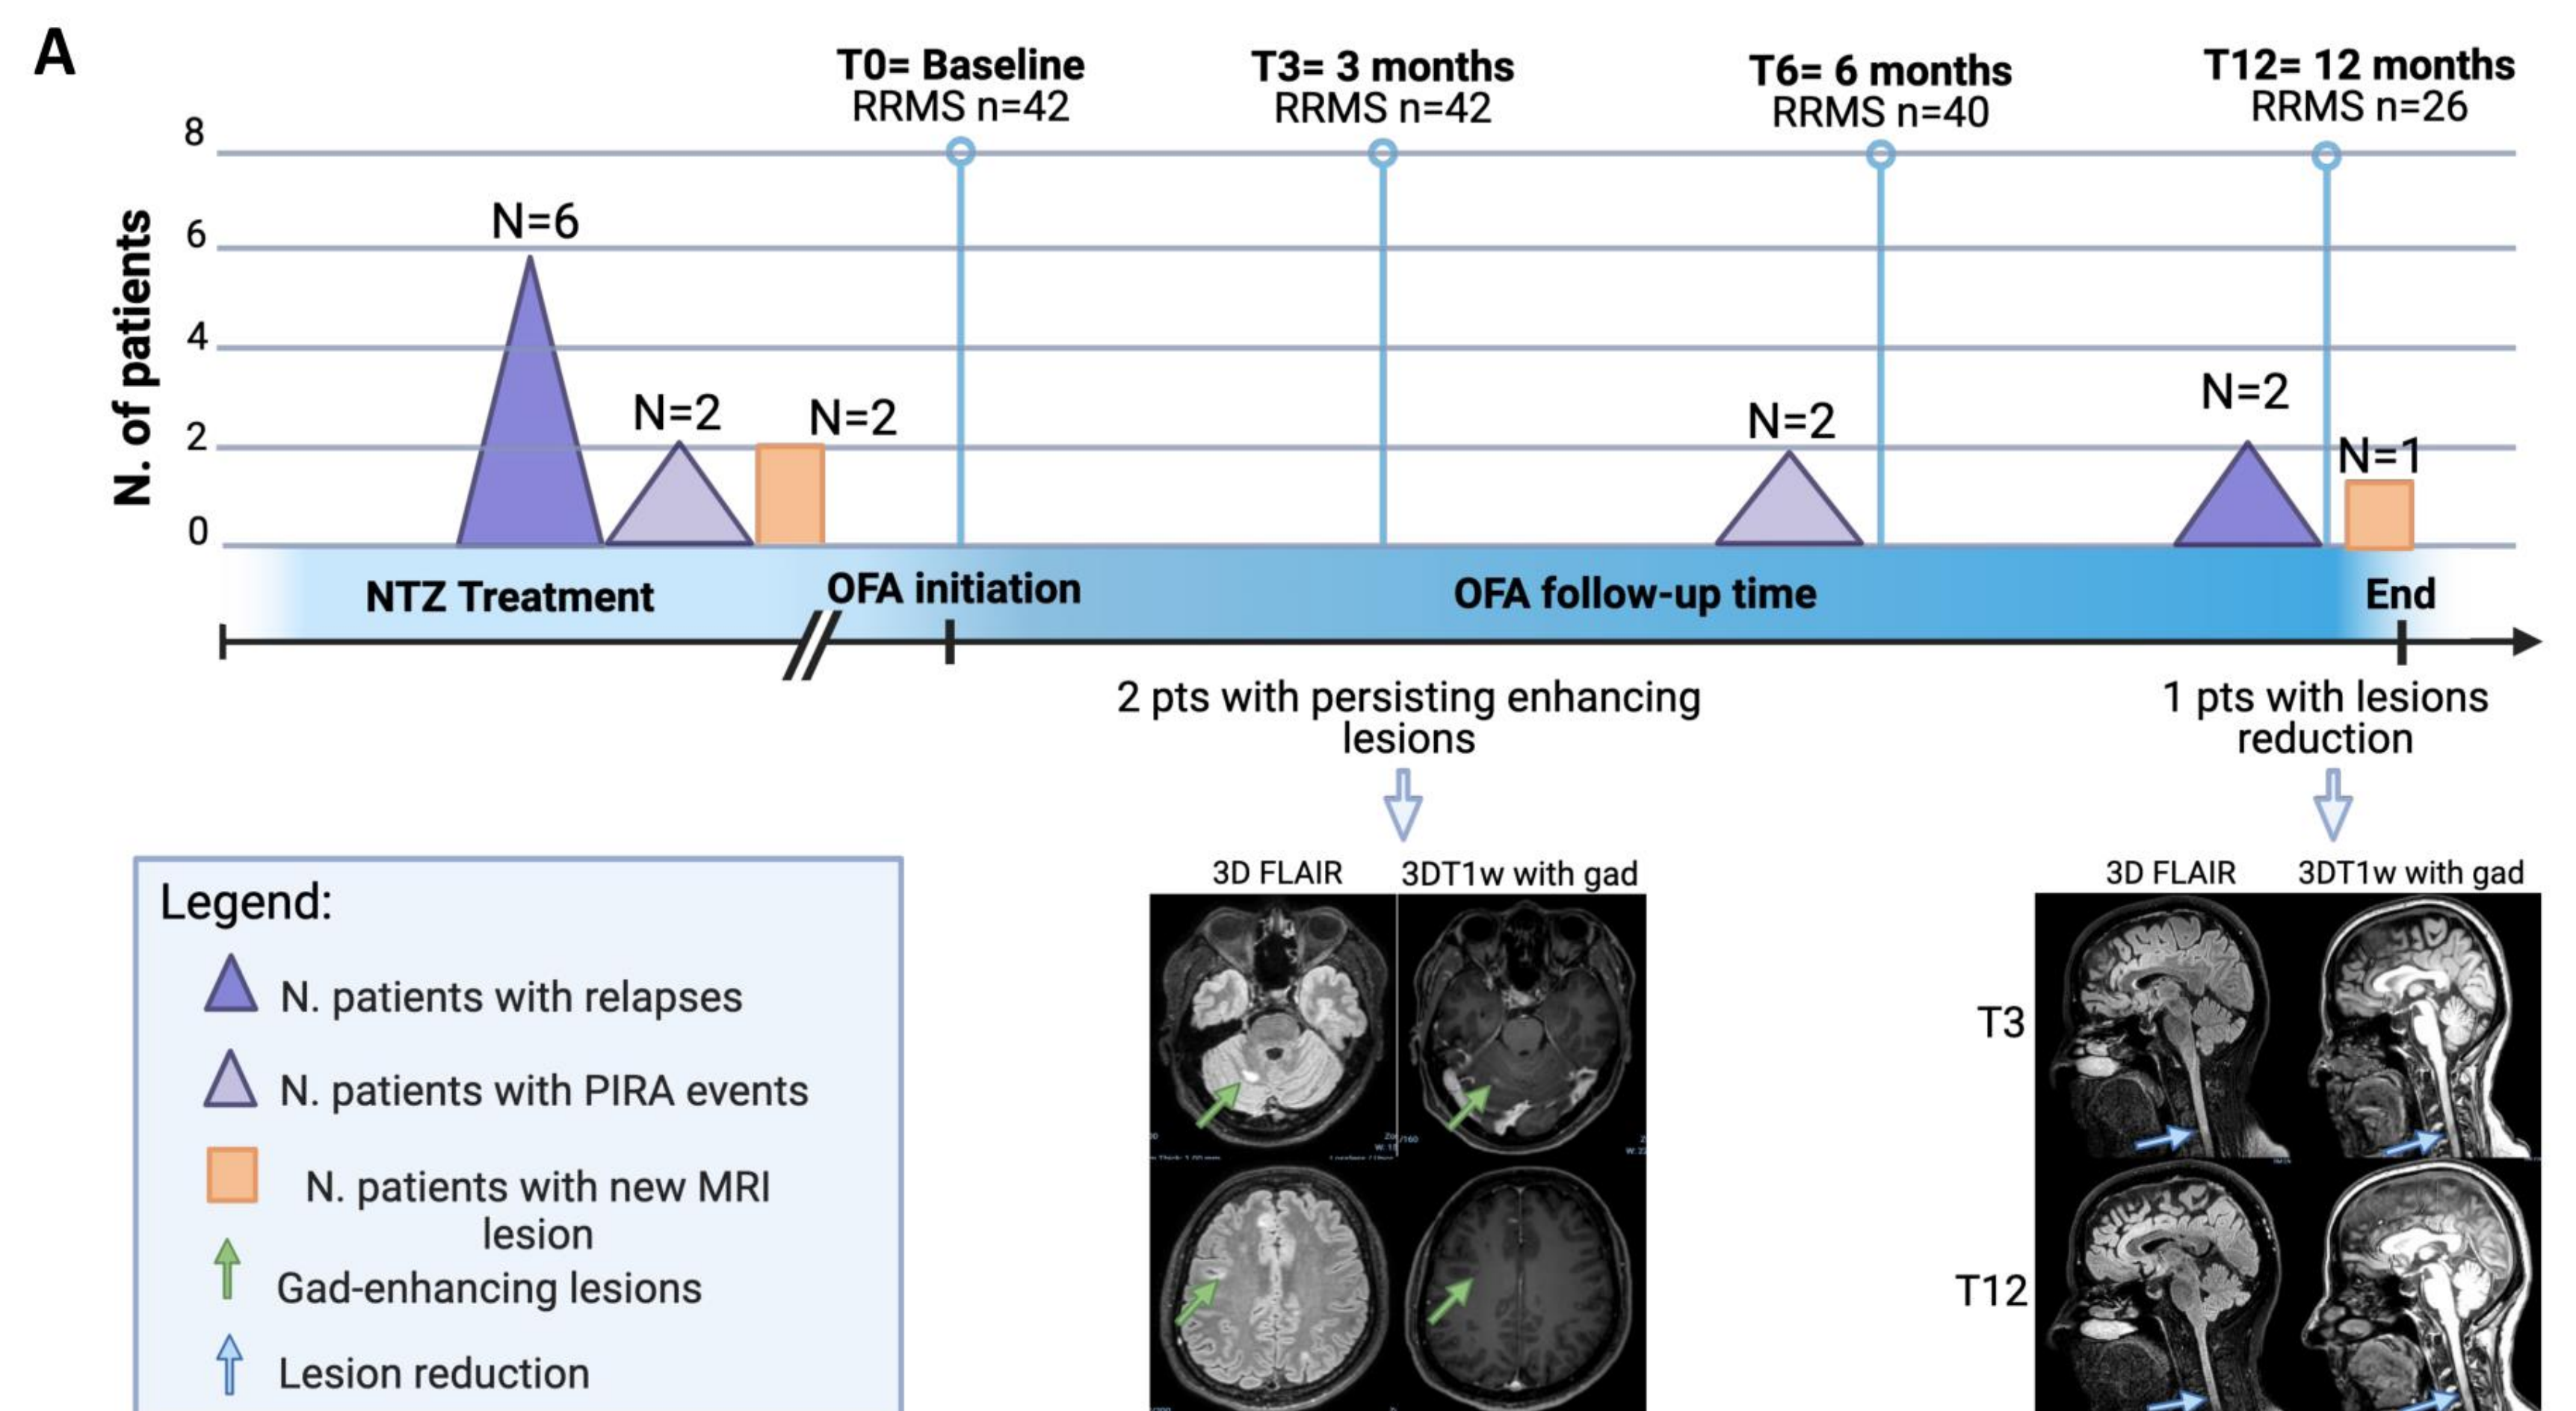 A
T0= Baseline
RRMS n=42
T3= 3 months
RRMS n=42
T6= 6 months
RRMS n=40
T12= 12 months
RRMS n=26
N. of patients
8
6
4
2
0
N=6
N=2
N=2
N=2
N=2
N=1
NTZ Treatment
OFA initiation
OFA follow-up time
End
2 pts with persisting enhancing
lesions
1 pts with lesions
reduction
3D FLAIR
3DT1w with gad
3D FLAIR
3DT1w with gad
T3
T12
Legend:
N. patients with relapses
N. patients with PIRA events
N. patients with new MRI
lesion
Gad-enhancing lesions
Lesion reduction